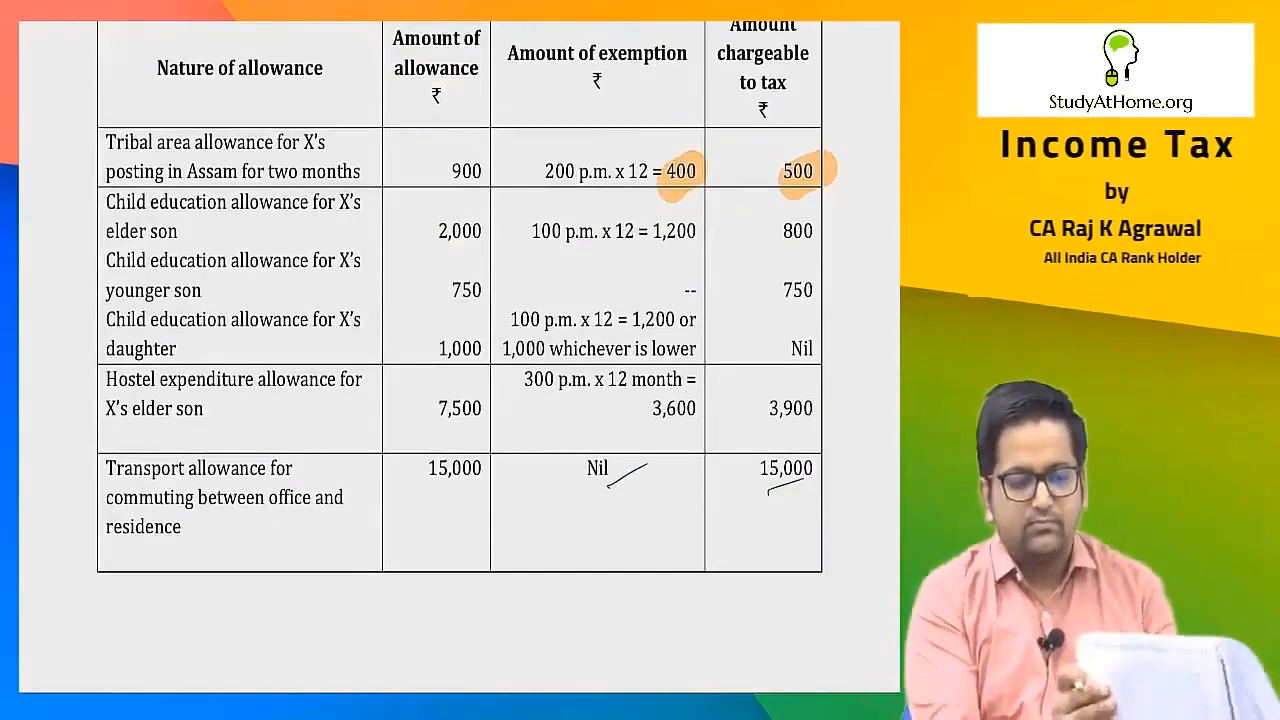 Nature of allowance
Amount of
allowance
₹
Amount of exemption
₹
Amount
chargeable
to tax
₹
Tribal area allowance for X's
posting in Assam for two months
900
200 p.m. x 12 = 400
500
Child education allowance for X's
elder son
2,000
100 p.m. x 12 = 1,200
800
Child education allowance for X's
younger son
750
--
750
Child education allowance for X's
daughter
1,000
100 p.m. x 12 = 1,200 or
1,000 whichever is lower
Nil
Hostel expenditure allowance for
X's elder son
7,500
300 p.m. x 12 month =
3,600
3,900
Transport allowance for
commuting between office and
residence
15,000
Nil
15,000
StudyAtHome.org
Income Tax
by
CA Raj K Agrawal
All India CA Rank Holder